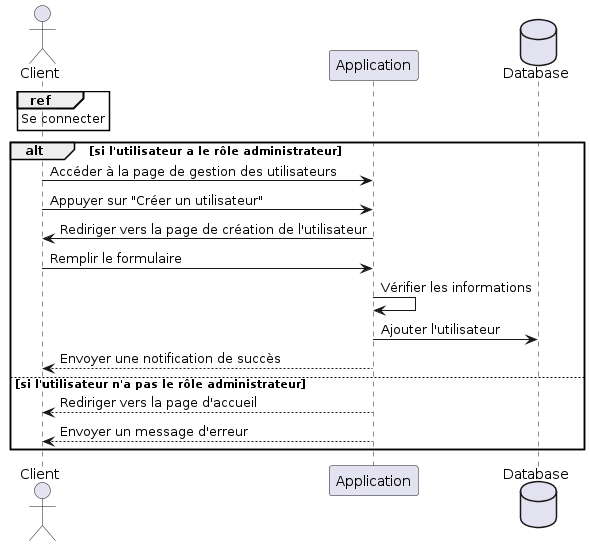 Client
Application
Database
ref
Se connecter
alt [si l'utilisateur a le rôle administrateur]
Accéder à la page de gestion des utilisateurs
Appuyer sur "Créer un utilisateur"
Rediriger vers la page de création de l'utilisateur
Remplir le formulaire
Vérifier les informations
Ajouter l'utilisateur
Envoyer une notification de succès
[si l'utilisateur n'a pas le rôle administrateur]
Rediriger vers la page d'accueil
Envoyer un message d'erreur
Client
Application
Database